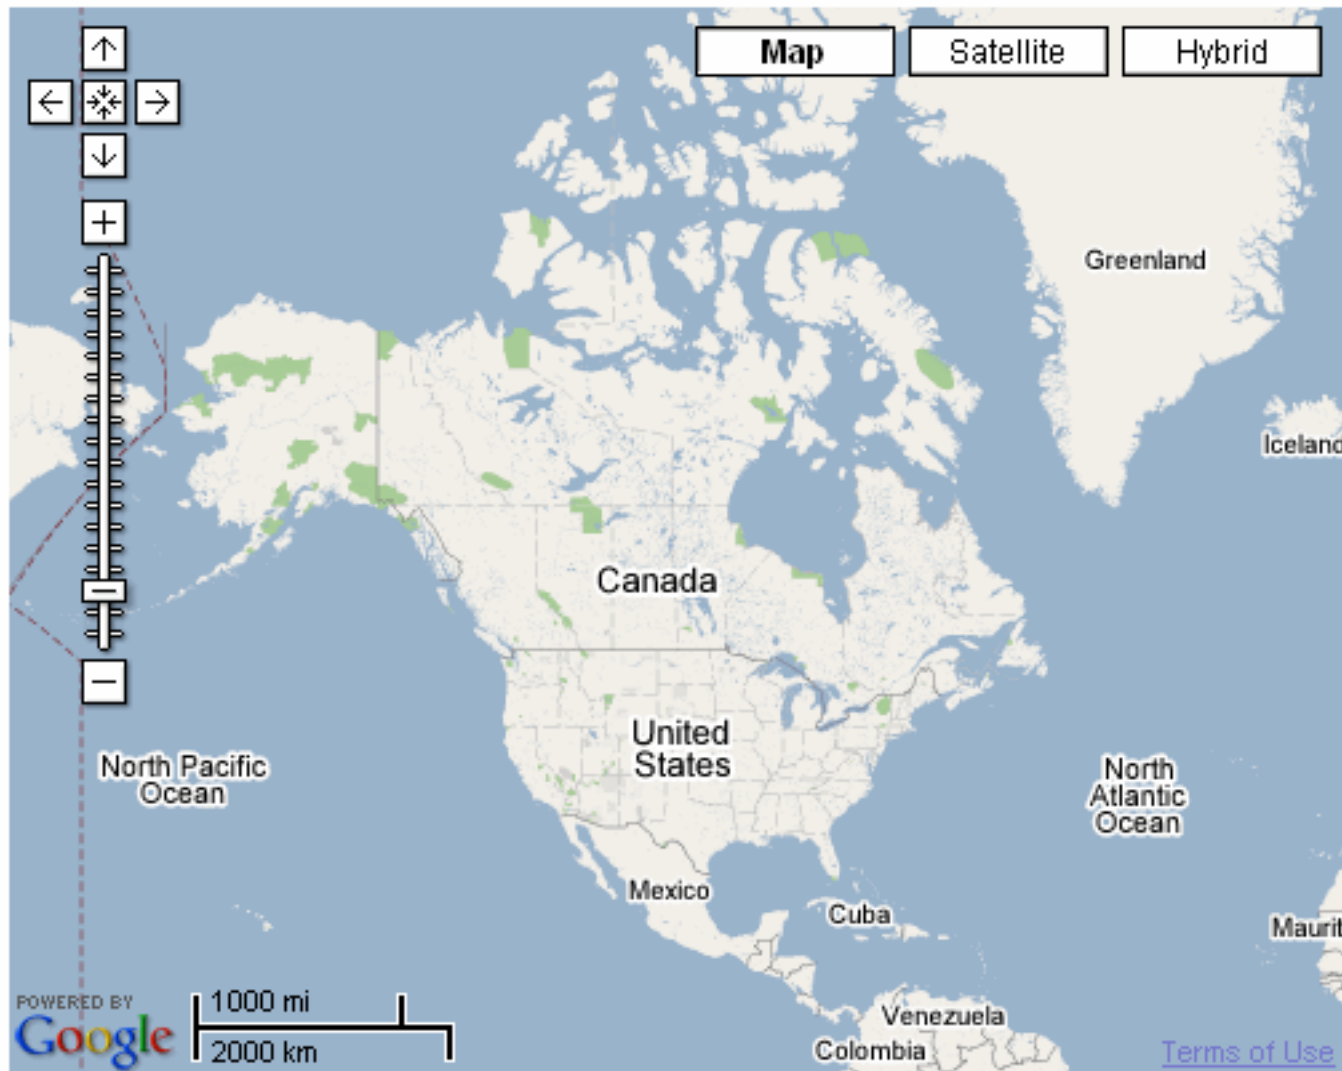 Map
Satellite
Hybrid
Greenland
Iceland
Canada
United
States
North Pacific
Ocean
North
Atlantic
Ocean
Mexico
Cuba
Maurit
Venezuela
Colombia
POWERED BY
Google
1000 mi
2000 km
Terms of Use